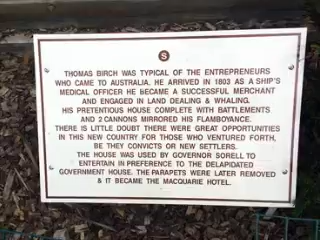 S
THOMAS BIRCH WAS TYPICAL OF THE ENTREPRENEURS
WHO CAME TO AUSTRALIA. HE ARRIVED IN 1803 AS A SHIP'S
MEDICAL OFFICER HE BECAME A SUCCESSFUL MERCHANT
AND ENGAGED IN LAND DEALING & WHALING.
HIS PRETENTIOUS HOUSE COMPLETE WITH BATTLEMENTS
AND 2 CANNONS MIRRORED HIS FLAMBOYANCE.
THERE IS LITTLE DOUBT THERE WERE GREAT OPPORTUNITIES
IN THIS NEW COUNTRY FOR THOSE WHO VENTURED FORTH,
BE THEY CONVICTS OR NEW SETTLERS.
THE HOUSE WAS USED BY GOVERNOR SORELL TO
ENTERTAIN IN PREFERENCE TO THE DELAPIDATED
GOVERNMENT HOUSE. THE PARAPETS WERE LATER REMOVED
& IT BECAME THE MACQUARIE HOTEL.